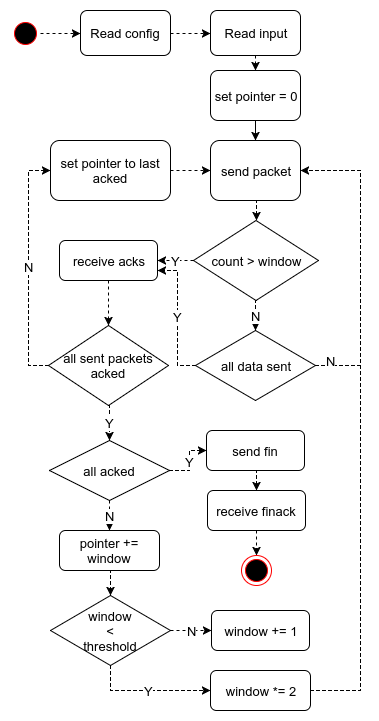 Read config
Read input
set pointer = 0
set pointer to last
acked
send packet
receive acks
Y
count > window
N
N
Y
all sent packets
acked
all data sent
N
Y
all acked
Y
send fin
N
receive finack
pointer +=
window
window
<
threshold
N
window += 1
Y
window *= 2